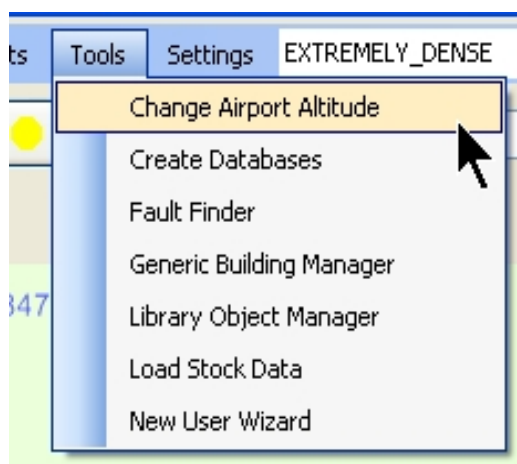 ts Tools Settings EXTREMELY_DENSE
Change Airport Altitude
Create Databases
Fault Finder
Generic Building Manager
347
Library Object Manager
Load Stock Data
New User Wizard